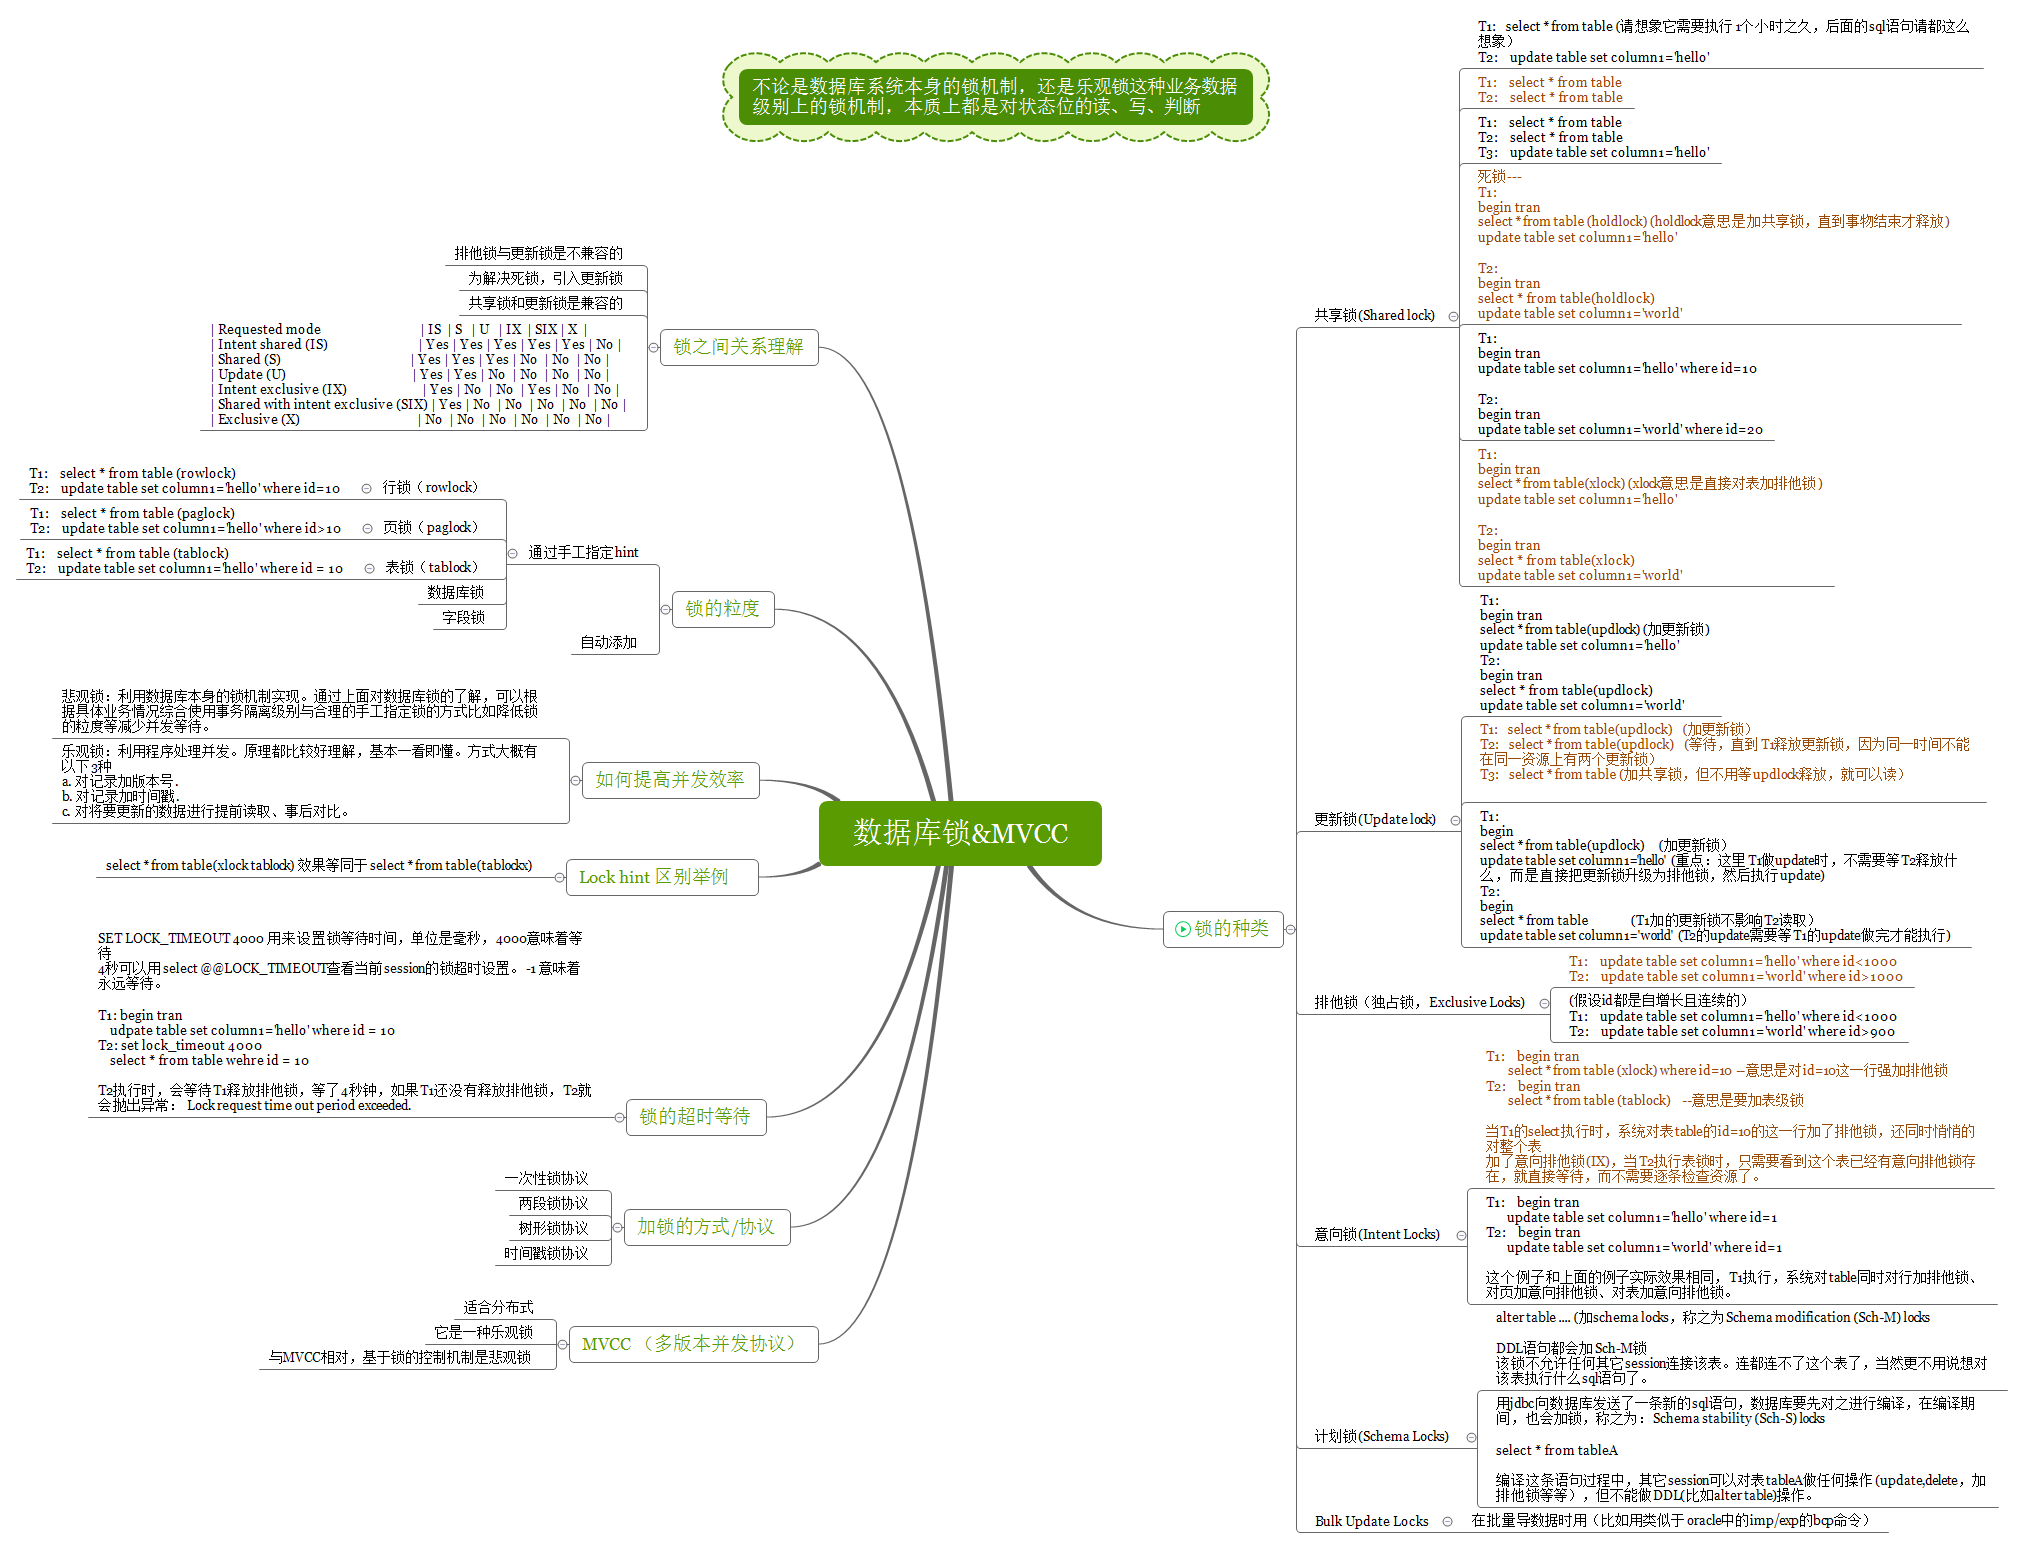 不论是数据库系统本身的锁机制，还是乐观锁这种业务数据
级别上的锁机制，本质上都是对状态位的读、写、判断
数据库锁&MVCC
锁之间关系理解
排他锁与更新锁是不兼容的
为解决死锁，引入更新锁
共享锁和更新锁是兼容的
| Requested mode | IS | S | U | IX | SIX | X |
| Intent shared (IS) | Yes | Yes | Yes | Yes | Yes | No |
| Shared (S) | Yes | Yes | Yes | No | No | No |
| Update (U) | Yes | Yes | No | No | No | No |
| Intent exclusive (IX) | Yes | No | No | Yes | No | No |
| Shared with intent exclusive (SIX) | Yes | No | No | No | No | No |
| Exclusive (X) | No | No | No | No | No | No |
锁的粒度
通过手工指定hint
行锁（rowlock）
T1: select * from table (rowlock)
T2: update table set column1='hello' where id=10
页锁（paglock）
T1: select * from table (paglock)
T2: update table set column1='hello' where id>10
表锁（tablock）
T1: select * from table (tablock)
T2: update table set column1='hello' where id = 10
数据库锁
字段锁
自动添加
如何提高并发效率
悲观锁：利用数据库本身的锁机制实现。通过上面对数据库锁的了解，可以根
据具体业务情况综合使用事务隔离级别与合理的手工指定锁的方式比如降低锁
的粒度等减少并发等待。
乐观锁：利用程序处理并发。原理都比较好理解，基本一看即懂。方式大概有
以下3种
a. 对记录加版本号.
b. 对记录加时间戳.
c. 对将要更新的数据进行提前读取、事后对比。
Lock hint 区别举例
select * from table(xlock tablock) 效果等同于 select * from table(tablockx)
锁的超时等待
SET LOCK_TIMEOUT 4000 用来设置锁等待时间，单位是毫秒，4000意味着等
待
4秒可以用select @@LOCK_TIMEOUT查看当前session的锁超时设置。-1 意味着
永远等待。
T1: begin tran
udpate table set column1='hello' where id = 10
T2: set lock_timeout 4000
select * from table wehre id = 10
T2执行时，会等待T1释放排他锁，等了4秒钟，如果T1还没有释放排他锁，T2就
会抛出异常： Lock request time out period exceeded.
加锁的方式/协议
一次性锁协议
两段锁协议
树形锁协议
时间戳锁协议
MVCC （多版本并发协议）
适合分布式
它是一种乐观锁
与MVCC相对，基于锁的控制机制是悲观锁
锁的种类
共享锁(Shared lock)
T1: select * from table (请想象它需要执行 1个小时之久，后面的sql语句请都这么
想象）
T2: update table set column1='hello'
T1: select * from table
T2: select * from table
T1: select * from table
T2: select * from table
T3: update table set column1='hello'
死锁---
T1:
begin tran
select * from table (holdlock) (holdlock意思是加共享锁，直到事物结束才释放)
update table set column1='hello'
T2:
begin tran
select * from table(holdlock)
update table set column1='world'
T1:
begin tran
update table set column1='hello' where id=10
T2:
begin tran
update table set column1='world' where id=20
T1:
begin tran
select * from table(xlock) (xlock意思是直接对表加排他锁)
update table set column1='hello'
T2:
begin tran
select * from table(xlock)
update table set column1='world'
更新锁(Update lock)
T1:
begin tran
select * from table(updlock) (加更新锁)
update table set column1='hello'
T2:
begin tran
select * from table(updlock)
update table set column1='world'
T1: select * from table(updlock) （加更新锁）
T2: select * from table(updlock) （等待，直到T1释放更新锁，因为同一时间不能
在同一资源上有两个更新锁）
T3: select * from table (加共享锁，但不用等updlock释放，就可以读）
T1:
begin
select * from table(updlock) （加更新锁）
update table set column1='hello' (重点：这里T1做update时，不需要等T2释放什
么，而是直接把更新锁升级为排他锁，然后执行update)
T2:
begin
select * from table （T1加的更新锁不影响T2读取）
update table set column1='world' (T2的update需要等T1的update做完才能执行)
排他锁（独占锁，Exclusive Locks)
T1: update table set column1='hello' where id<1000
T2: update table set column1='world' where id>1000
(假设id都是自增长且连续的）
T1: update table set column1='hello' where id<1000
T2: update table set column1='world' where id>900
意向锁(Intent Locks)
T1: begin tran
select * from table (xlock) where id=10 --意思是对id=10这一行强加排他锁
T2: begin tran
select * from table (tablock) --意思是要加表级锁
当T1的select执行时，系统对表table的id=10的这一行加了排他锁，还同时悄悄的
对整个表
加了意向排他锁(IX)，当T2执行表锁时，只需要看到这个表已经有意向排他锁存
在，就直接等待，而不需要逐条检查资源了。
T1: begin tran
update table set column1='hello' where id=1
T2: begin tran
update table set column1='world' where id=1
这个例子和上面的例子实际效果相同，T1执行，系统对table同时对行加排他锁、
对页加意向排他锁、对表加意向排他锁。
计划锁(Schema Locks)
alter table .... (加schema locks，称之为Schema modification (Sch-M) locks
DDL语句都会加Sch-M锁
该锁不允许任何其它session连接该表。连都连不了这个表了，当然更不用说想对
该表执行什么sql语句了。
用jdbc向数据库发送了一条新的sql语句，数据库要先对之进行编译，在编译期
间，也会加锁，称之为：Schema stability (Sch-S) locks
select * from tableA
编译这条语句过程中，其它session可以对表tableA做任何操作 (update,delete，加
排他锁等等），但不能做DDL(比如alter table)操作。
Bulk Update Locks
在批量导数据时用（比如用类似于 oracle中的imp/exp的bcp命令）